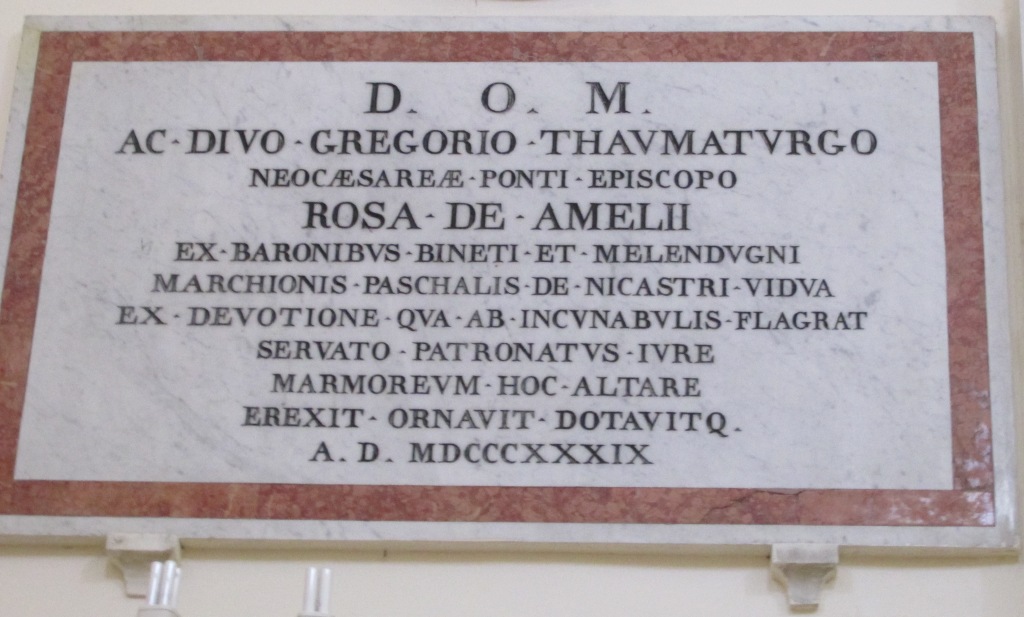 D. O. M.
AC·DIVO·GREGORIO·THAVMATVRGO
NEOCÆSAREÆ·PONTI·EPISCOPO
ROSA·DE·AMELII
EX·BARONIBVS·BINETI·ET·MELENDVGNI
MARCHIONIS·PASCHALIS·DE·NICASTRI·VIDVA
EX·DEVOTIONE·QVA·AB·INCVNABVLIS·FLAGRAT
SERVATO·PATRONATVS·IVRE
MARMOREVM·HOC·ALTARE
EREXIT·ORNAVIT·DOTAVITQ.
A. D. MDCCCXXXIX